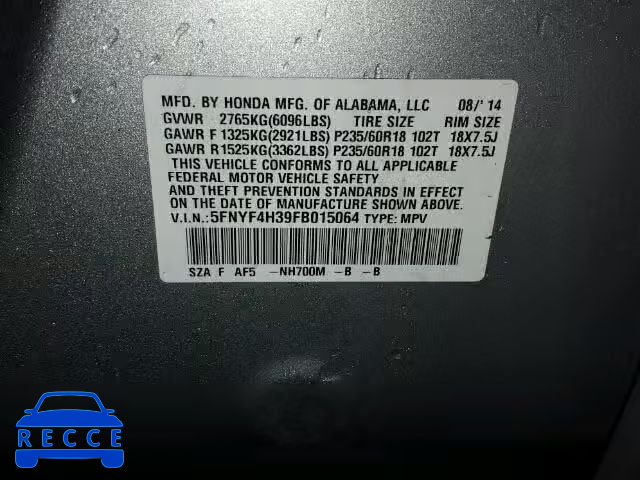 MFD. BY HONDA MFG. OF ALABAMA, LLC 08/'14
GVWR 2765KG(6096LBS) TIRE SIZE RIM SIZE
GAWR F 1325KG(2921LBS) P235/60R18 102T 18X7.5J
GAWR R1525KG(3362LBS) P235/60R18 102T 18X7.5J
THIS VEHICLE CONFORMS TO ALL APPLICABLE
FEDERAL MOTOR VEHICLE SAFETY
AND THEFT PREVENTION STANDARDS IN EFFECT
ON THE DATE OF MANUFACTURE SHOWN ABOVE.
V.I.N.:5FNYF4H39FB015064 TYPE: MPV
SZA F AF5 -NH700M -B -B
RECCE